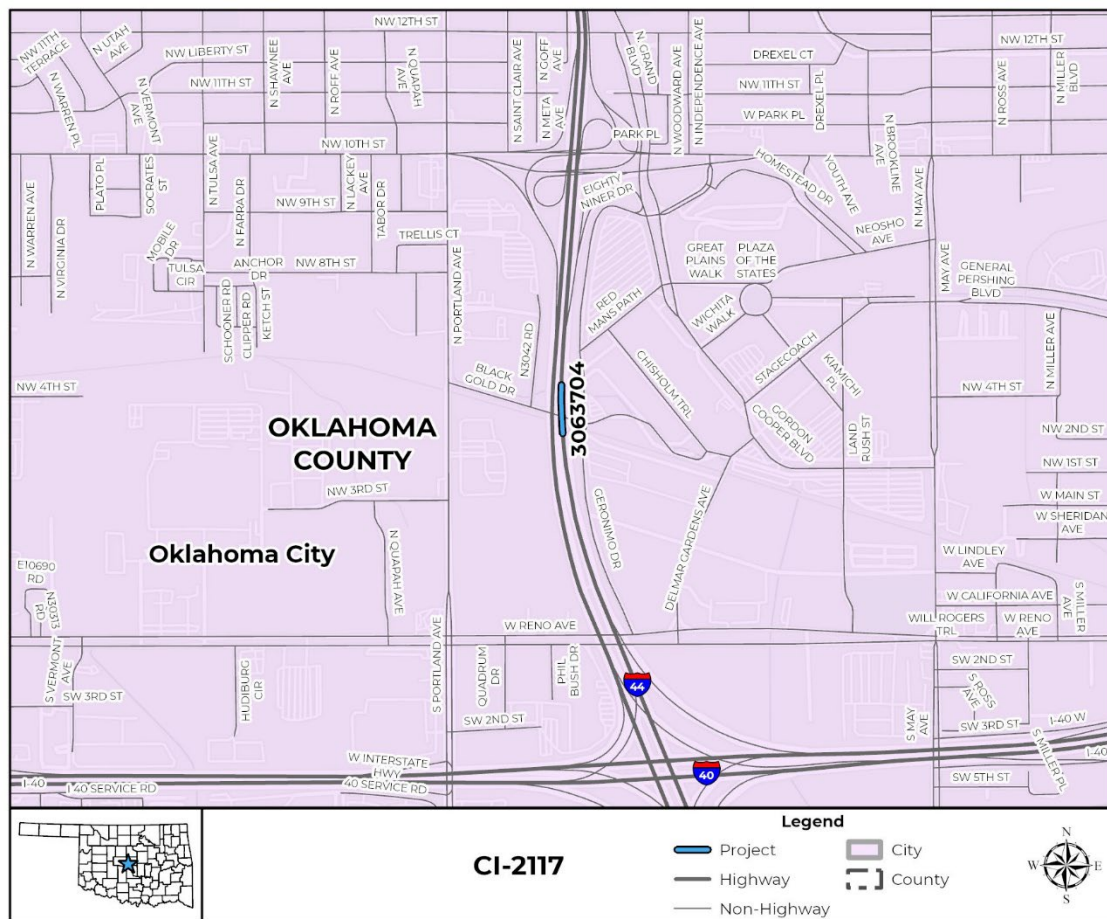 NW 12TH ST
NW 11TH
TERRACE
N UTAH
AVE
NW LIBERTY ST
N SHAWNEE
AVE
N ROFF AVE
N QUAPAH
AVE
N SAINT CLAIR AVE
N GOFF
AVE
N GRAND
BLVD
N WOODWARD AVE
N INDEPENDENCE AVE
DREXEL CT
NW 12TH ST
NW 11TH ST
N WARREN PL
N VERMONT
AVE
N META
AVE
NW 11TH ST
DREXEL PL
N ROSS AVE
N MILLER
BLVD
W PARK PL
PARK PL
NW 10TH ST
N WARREN AVE
N VIRGINIA DR
PLATO PL
SOCRATES
ST
N TULSA AVE
N FARRA DR
N LACKEY
AVE
TABOR DR
NW 9TH ST
EIGHTY
NINER DR
HOMESTEAD DR
YOUTH AVE
N BROOKLINE
AVE
N MAY AVE
NEOSHO
AVE
MOBILE
DR
TULSA
CIR
ANCHOR
DR
NW 8TH ST
TRELLIS CT
SCHOONER RD
CLIPPER RD
KETCH ST
N PORTLAND AVE
GREAT
PLAINS
WALK
PLAZA
OF THE
STATES
MAY AVE
GENERAL
PERSHING
BLVD
RED
MANS PATH
WICHITA
WALK
N3042 RD
BLACK
GOLD DR
CHISHOLM TRL
STAGECOACH
KIAMICHI
PL
N MILLER AVE
NW 4TH ST
NW 4TH ST
3063704
GORDON
COOPER BLVD
LAND
RUSH ST
NW 2ND ST
OKLAHOMA
COUNTY
NW 1ST ST
NW 3RD ST
W MAIN ST
W SHERIDAN
AVE
N QUAPAH AVE
GERONIMO DR
DELMAR GARDENS AVE
Oklahoma City
W LINDLEY
AVE
E10690
RD
N30313
RD
W CALIFORNIA AVE
S MILLER
AVE
WILL ROGERS
TRL
W RENO
AVE
W RENO AVE
S VERMONT
AVE
SW 3RD ST
HUDIBURG
CIR
S PORTLAND AVE
QUADRUM
DR
PHIL
BUSH DR
SW 2ND ST
44
SW 2ND ST
S ROSS
AVE
SW 3RD ST
S MAY
AVE
I-40 W
I-40
S MILLER PL
SW 5TH ST
W INTERSTATE
HWY
40 SERVICE RD
I-40
I 40 SERVICE RD
40
CI-2117
Legend
Project
City
Highway
County
Non-Highway
N
W
E
S